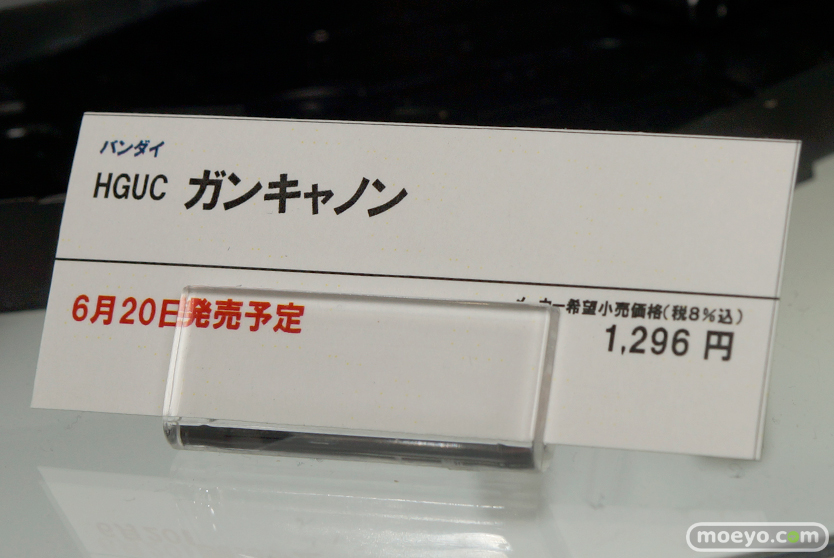 バンダイ
HGUC ガンキャノン
6月20日発売予定
メーカー希望小売価格(税8%込)
1,296 円
moeyo.com